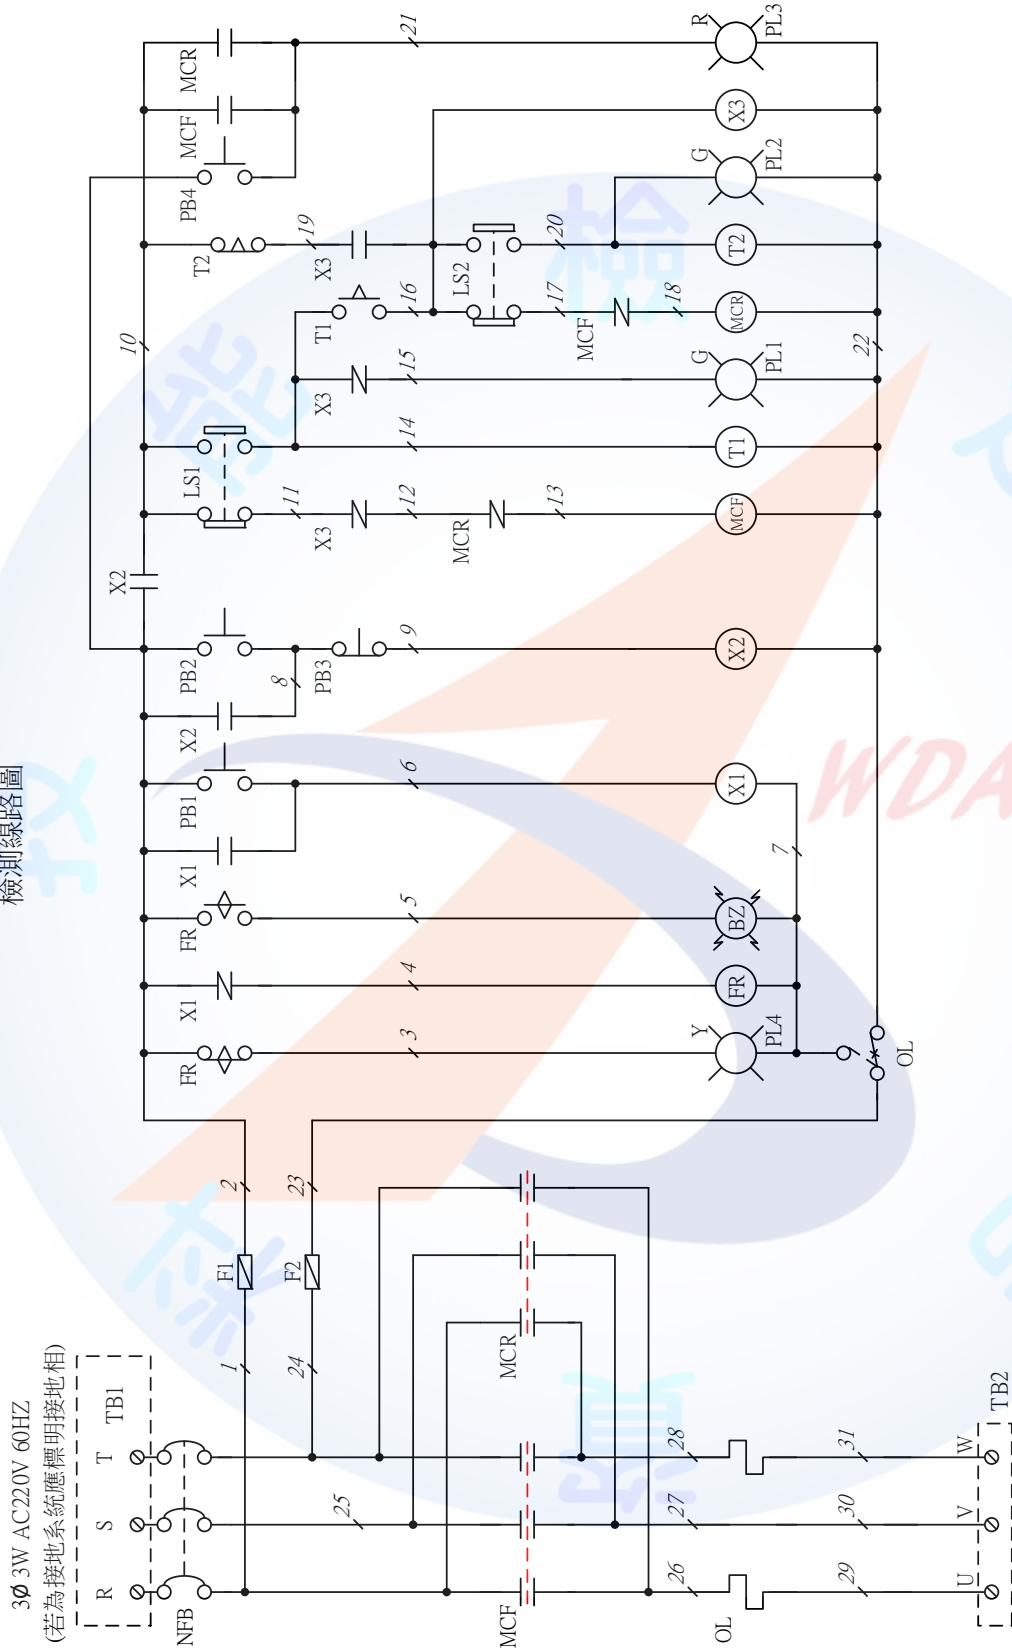 檢測線路圖
3Ø 3W AC220V 60HZ
(若為接地系統應標明接地相)
R S T TB1
NFB
1 F1 2
24 F2 23
25
MCF
MCR
26 27 28
OL
29 30 31
U V W TB2
FR 3 Y PL4
X1 4 FR
FR 5 BZ
X1
PB1 6 X1
7
OL
X2
8
PB2 PB3 9 X2
X2
10
LS1
11 X3 12 MCR 13 MCF
14 T1
X3 15 G PL1
T1 16 LS2 17 MCF 18 MCR
T2 19 X3 20 T2
G PL2
X3
PB4
MCF
MCR 21 R PL3
22
技
能
檢
WDA